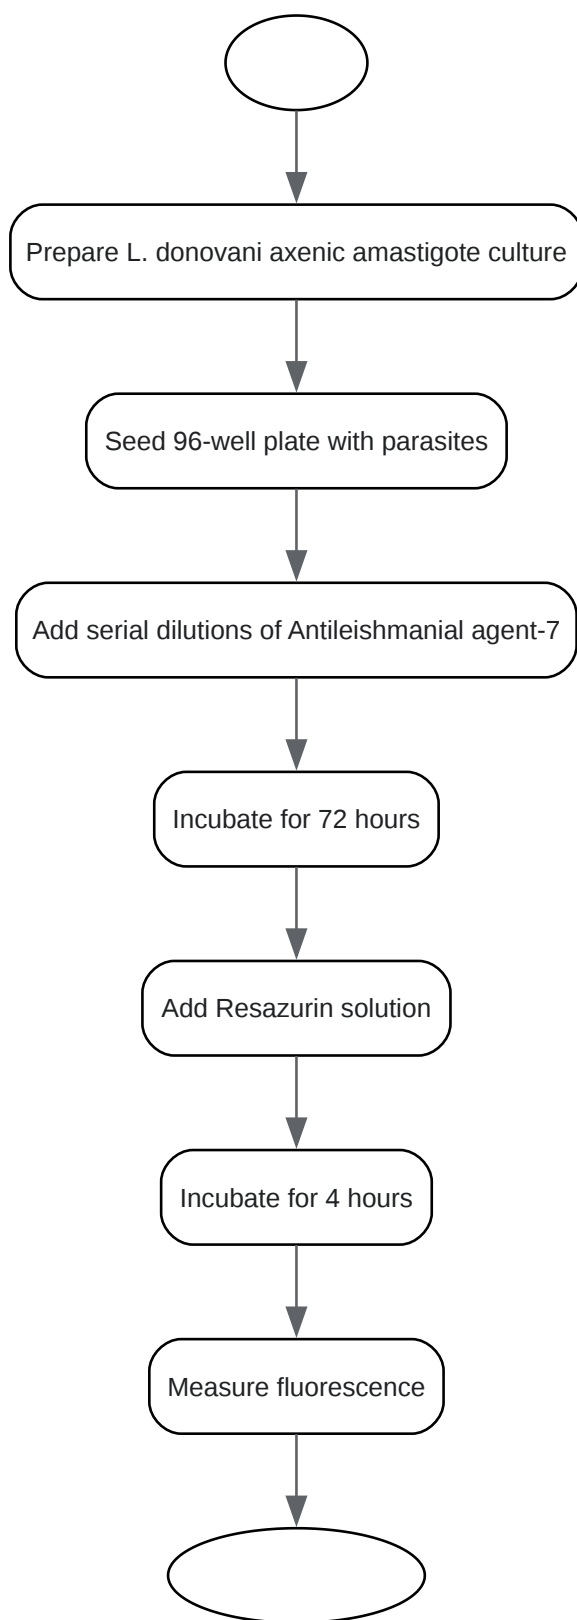 Prepare L. donovani axenic amastigote culture
Seed 96-well plate with parasites
Add serial dilutions of Antileishmanial agent-7
Incubate for 72 hours
Add Resazurin solution
Incubate for 4 hours
Measure fluorescence